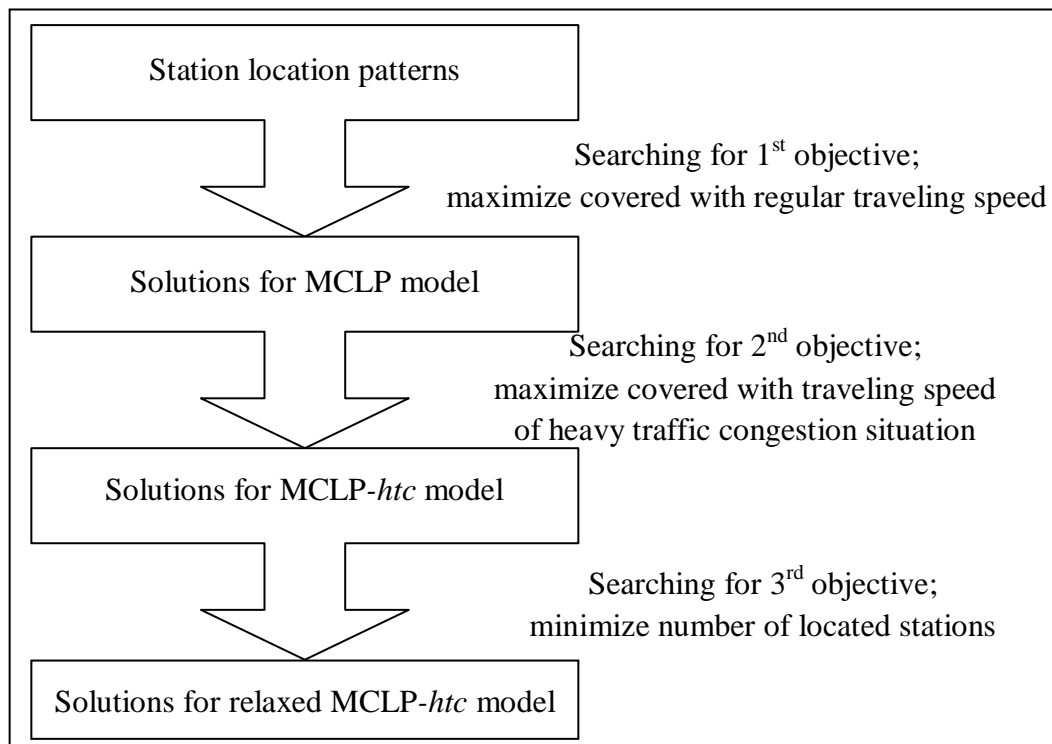 Station location patterns
Searching for 1st objective;
maximize covered with regular traveling speed
Solutions for MCLP model
Searching for 2nd objective;
maximize covered with traveling speed
of heavy traffic congestion situation
Solutions for MCLP-htc model
Searching for 3rd objective;
minimize number of located stations
Solutions for relaxed MCLP-htc model